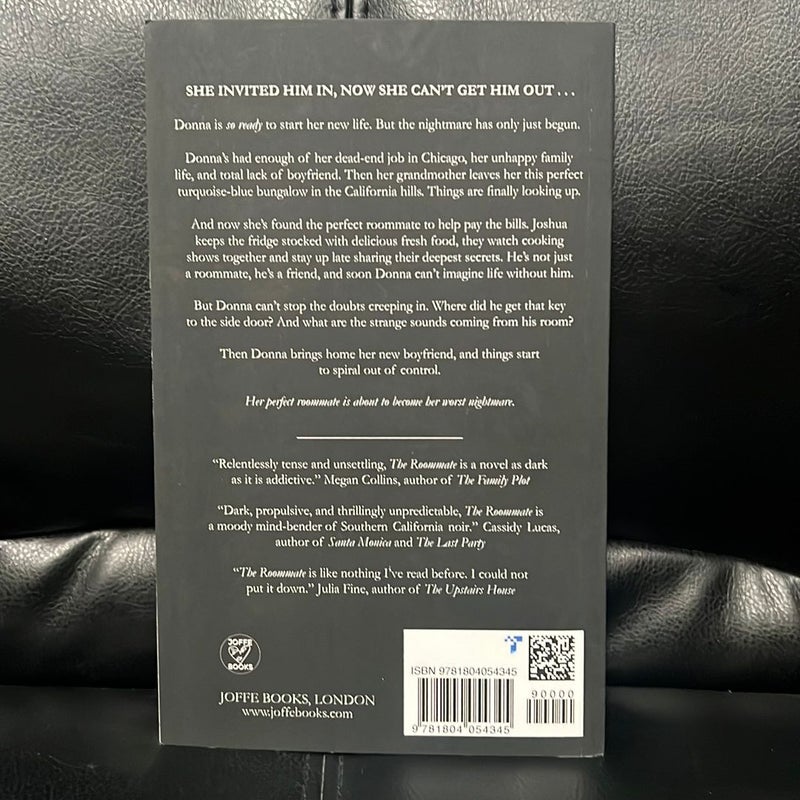 SHE INVITED HIM IN, NOW SHE CAN'T GET HIM OUT . . .
Donna is so ready to start her new life. But the nightmare has only just begun.
Donna's had enough of her dead-end job in Chicago, her unhappy family
life, and total lack of boyfriend. Then her grandmother leaves her this perfect
turquoise-blue bungalow in the California hills. Things are finally looking up.
And now she's found the perfect roommate to help pay the bills. Joshua
keeps the fridge stocked with delicious fresh food, they watch cooking
shows together and stay up late sharing their deepest secrets. He's not just
a roommate, he's a friend, and soon Donna can't imagine life without him.
But Donna can't stop the doubts creeping in. Where did he get that key
to the side door? And what are the strange sounds coming from his room?
Then Donna brings home her new boyfriend, and things start
to spiral out of control.
Her perfect roommate is about to become her worst nightmare.
“Relentlessly tense and unsettling, The Roommate is a novel as dark
as it is addictive.” Megan Collins, author of The Family Plot
“Dark, propulsive, and thrillingly unpredictable, The Roommate is
a moody mind-bender of Southern California noir.” Cassidy Lucas,
author of Santa Monica and The Last Party
“The Roommate is like nothing I've read before. I could not
put it down.” Julia Fine, author of The Upstairs House
JOFFE
BOOKS
JOFFE BOOKS, LONDON
www.joffebooks.com
ISBN 9781804054345
90000
9 781804 054345